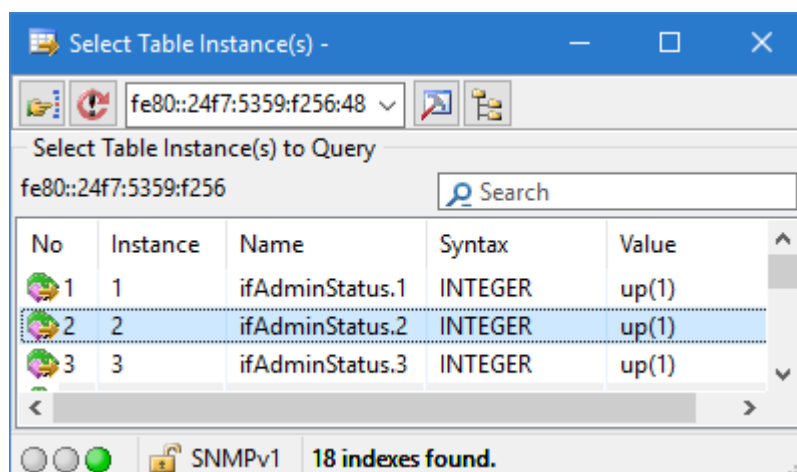 Select Table Instance(s) -
fe80::24f7:5359:f256:48
Select Table Instance(s) to Query
fe80::24f7:5359:f256 Search
No Instance Name Syntax Value
1 1 ifAdminStatus.1 INTEGER up(1)
2 2 ifAdminStatus.2 INTEGER up(1)
3 3 ifAdminStatus.3 INTEGER up(1)
SNMPv1 18 indexes found.